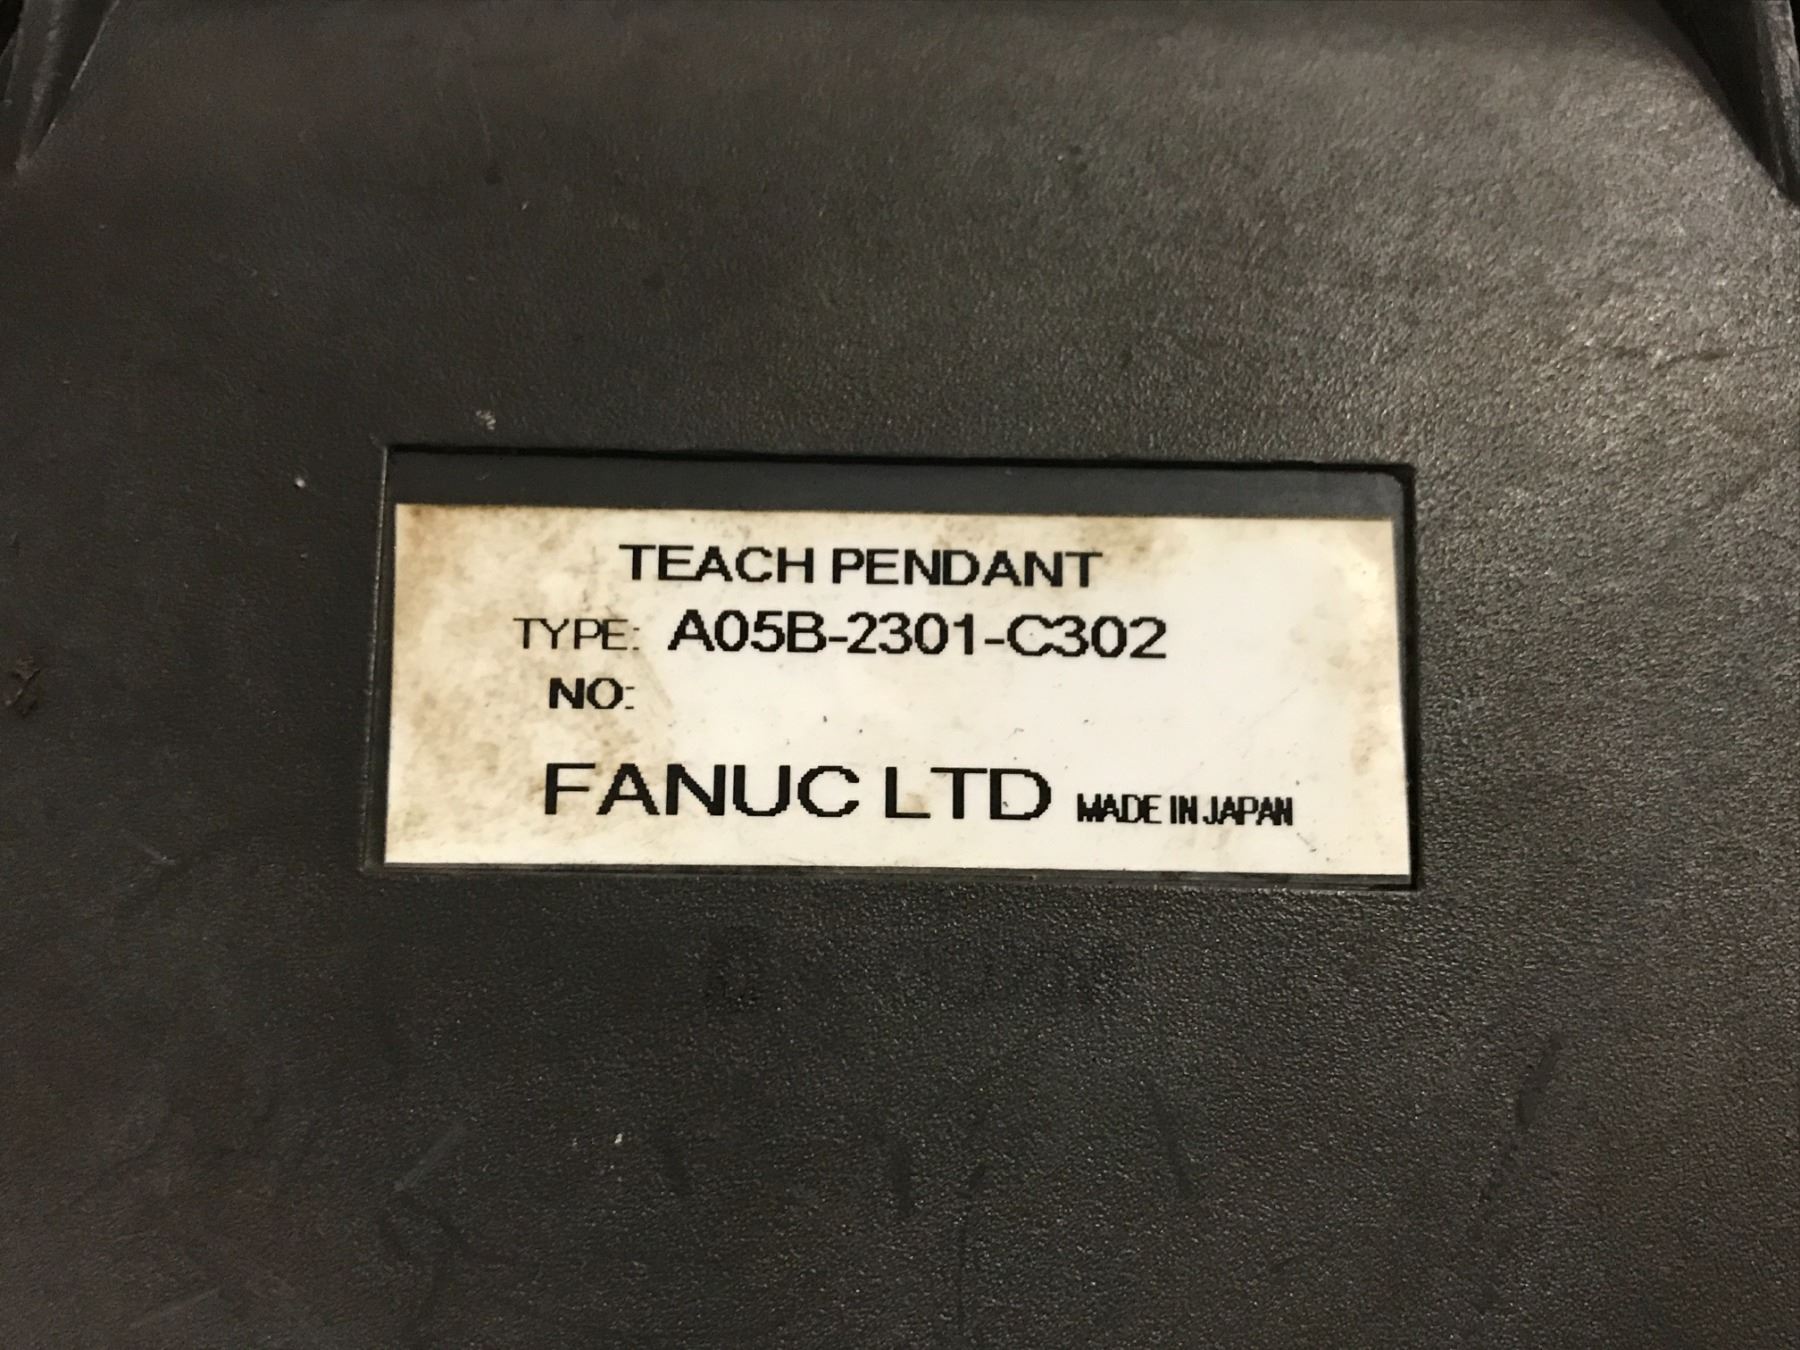 TEACH PENDANT
TYPE: A05B-2301-C302
NO:
FANUC LTD MADE IN JAPAN